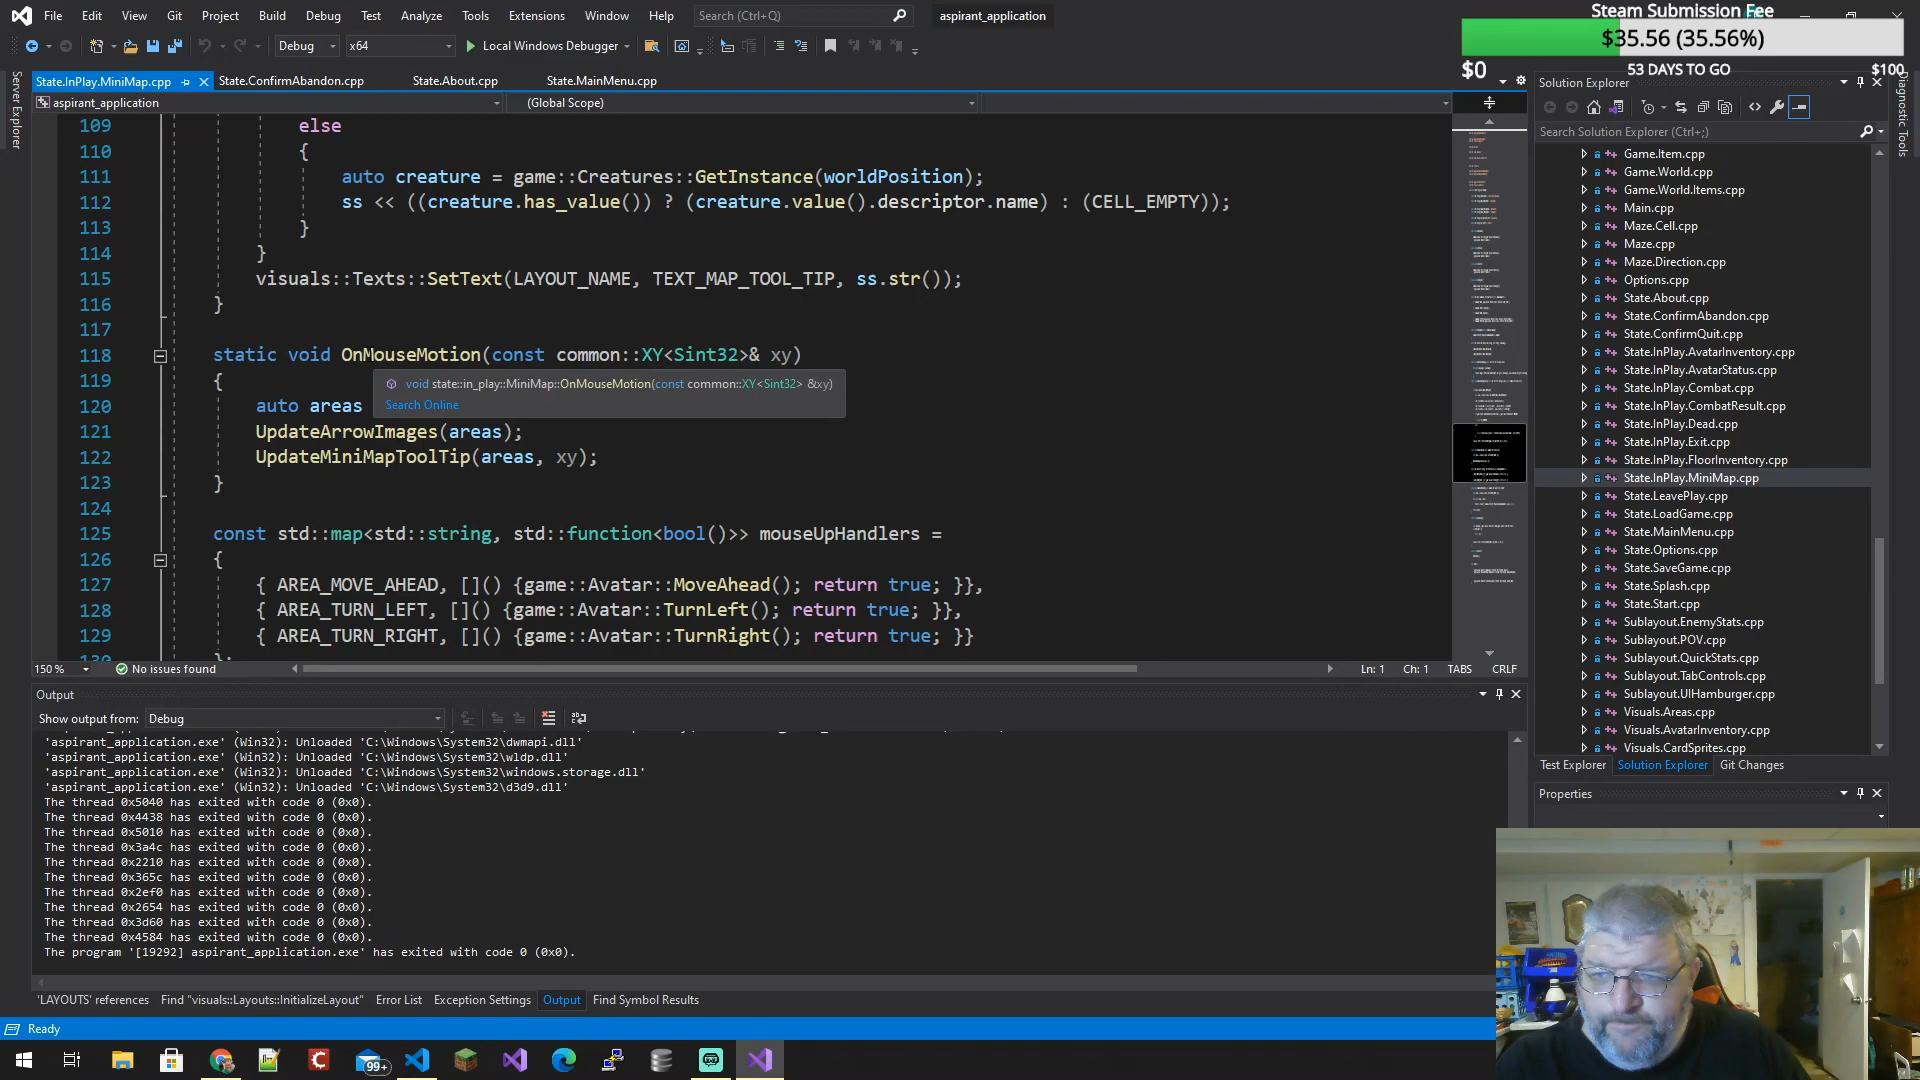 File Edit View Git Project Build Debug Test Analyze Tools Extensions Window Help Search (Ctrl+Q) aspirant_application
Steam Submission Fee
$35.56 (35.56%)
$0 53 DAYS TO GO $100
Debug x64 Local Windows Debugger
Server Explorer
State.InPlay.MiniMap.cpp State.ConfirmAbandon.cpp State.About.cpp State.MainMenu.cpp
aspirant_application (Global Scope)
109 else
110 {
111 auto creature = game::Creatures::GetInstance(worldPosition);
112 ss << ((creature.has_value()) ? (creature.value().descriptor.name) : (CELL_EMPTY));
113 }
114 }
115 visuals::Texts::SetText(LAYOUT_NAME, TEXT_MAP_TOOL_TIP, ss.str());
116 }
117
118 static void OnMouseMotion(const common::XY<Sint32>& xy)
119 {
void state::in_play::MiniMap::OnMouseMotion(const common::XY<Sint32> &xy)
Search Online
120 auto areas
121 UpdateArrowImages(areas);
122 UpdateMiniMapToolTip(areas, xy);
123 }
124
125 const std::map<std::string, std::function<bool()>> mouseUpHandlers =
126 {
127 { AREA_MOVE_AHEAD, []() {game::Avatar::MoveAhead(); return true; }},
128 { AREA_TURN_LEFT, []() {game::Avatar::TurnLeft(); return true; }},
129 { AREA_TURN_RIGHT, []() {game::Avatar::TurnRight(); return true; }}
130 };
150 % No issues found Ln: 1 Ch: 1 TABS CRLF
Output
Show output from: Debug
'aspirant_application.exe' (Win32): Unloaded 'C:\Windows\System32\dwmapi.dll'
'aspirant_application.exe' (Win32): Unloaded 'C:\Windows\System32\wldp.dll'
'aspirant_application.exe' (Win32): Unloaded 'C:\Windows\System32\windows.storage.dll'
'aspirant_application.exe' (Win32): Unloaded 'C:\Windows\System32\d3d9.dll'
The thread 0x5040 has exited with code 0 (0x0).
The thread 0x4438 has exited with code 0 (0x0).
The thread 0x5010 has exited with code 0 (0x0).
The thread 0x3a4c has exited with code 0 (0x0).
The thread 0x2210 has exited with code 0 (0x0).
The thread 0x365c has exited with code 0 (0x0).
The thread 0x2ef0 has exited with code 0 (0x0).
The thread 0x2654 has exited with code 0 (0x0).
The thread 0x3d60 has exited with code 0 (0x0).
The thread 0x4584 has exited with code 0 (0x0).
The program '[19292] aspirant_application.exe' has exited with code 0 (0x0).
'LAYOUTS' references Find "visuals::Layouts::InitializeLayout" Error List Exception Settings Output Find Symbol Results
Ready
99+
Solution Explorer
Search Solution Explorer (Ctrl+;)
Game.Item.cpp
Game.World.cpp
Game.World.Items.cpp
Main.cpp
Maze.Cell.cpp
Maze.cpp
Maze.Direction.cpp
Options.cpp
State.About.cpp
State.ConfirmAbandon.cpp
State.ConfirmQuit.cpp
State.InPlay.AvatarInventory.cpp
State.InPlay.AvatarStatus.cpp
State.InPlay.Combat.cpp
State.InPlay.CombatResult.cpp
State.InPlay.Dead.cpp
State.InPlay.Exit.cpp
State.InPlay.FloorInventory.cpp
State.InPlay.MiniMap.cpp
State.LeavePlay.cpp
State.LoadGame.cpp
State.MainMenu.cpp
State.Options.cpp
State.SaveGame.cpp
State.Splash.cpp
State.Start.cpp
Sublayout.EnemyStats.cpp
Sublayout.POV.cpp
Sublayout.QuickStats.cpp
Sublayout.TabControls.cpp
Sublayout.UIHamburger.cpp
Visuals.Areas.cpp
Visuals.AvatarInventory.cpp
Visuals.CardSprites.cpp
Test Explorer Solution Explorer Git Changes
Properties
Diagnostic Tools